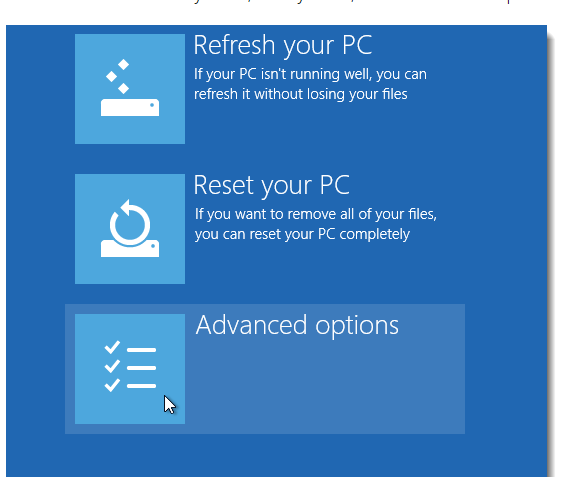 Refresh your PC
If your PC isn't running well, you can
refresh it without losing your files
Reset your PC
If you want to remove all of your files,
you can reset your PC completely
Advanced options